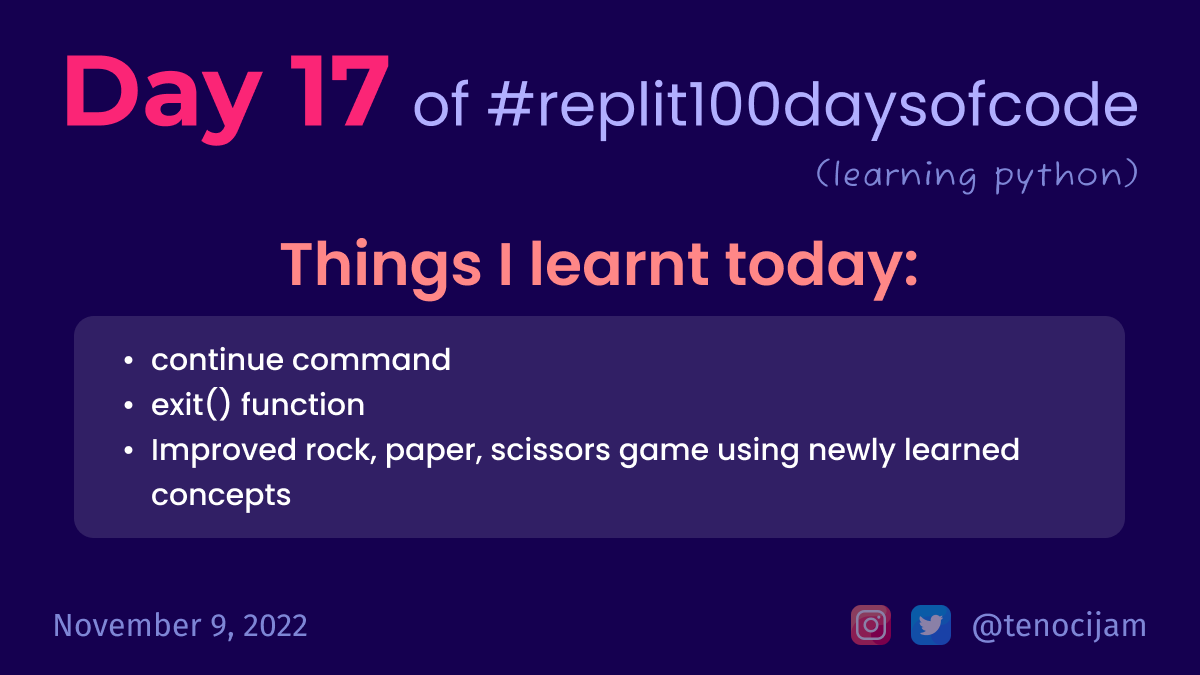 Day 17 of #replit100daysofcode
(learning python)
Things I learnt today:
• continue command
• exit() function
• Improved rock, paper, scissors game using newly learned
concepts
November 9, 2022
@tenocijam